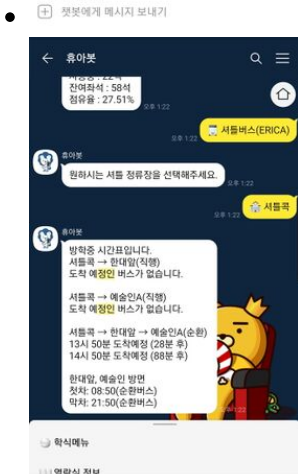 챗봇에게 메시지 보내기
휴아봇
잔여좌석 : 58석
점유율 : 27.51%
오후 1:22
셔틀버스(ERICA)
오후 1:22
휴아봇
원하시는 셔틀 정류장을 선택해주세요.
오후 1:22
셔틀콕
오후 1:22
휴아봇
방학중 시간표입니다.
셔틀콕 → 한대앞(직행)
도착 예정인 버스가 없습니다.
셔틀콕 → 예술인A(직행)
도착 예정인 버스가 없습니다.
셔틀콕 → 한대앞 → 예술인A(순환)
13시 50분 도착예정 (28분 후)
14시 50분 도착예정 (88분 후)
한대앞, 예술인 방면
첫차: 08:50(순환버스)
막차: 21:50(순환버스)
오후 1:22
학식메뉴